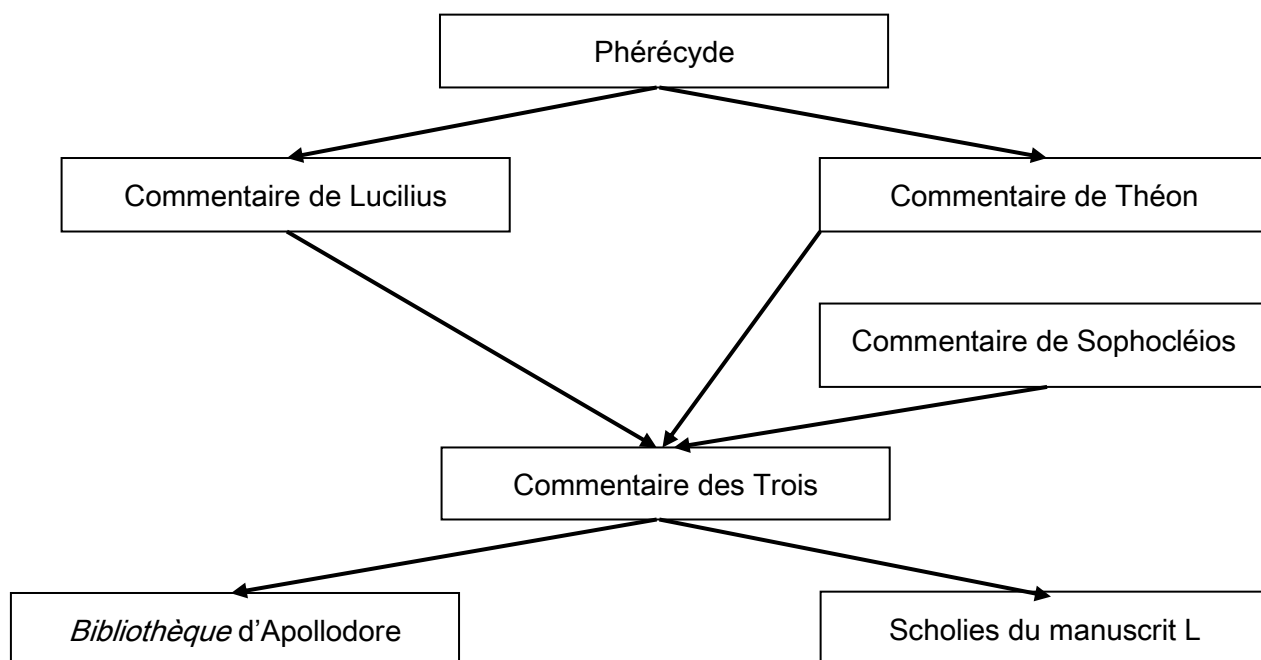 Phérécyde
Commentaire de Lucilius
Commentaire de Théon
Commentaire de Sophocléios
Commentaire des Trois
Bibliothèque d'Apollodore
Scholies du manuscrit L